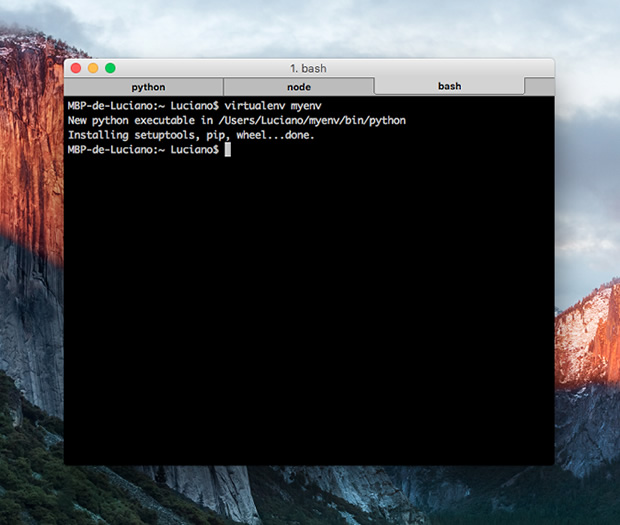 1. bash
python node bash
MBP-de-Luciano:~ Luciano$ virtualenv myenv
New python executable in /Users/Luciano/myenv/bin/python
Installing setuptools, pip, wheel...done.
MBP-de-Luciano:~ Luciano$